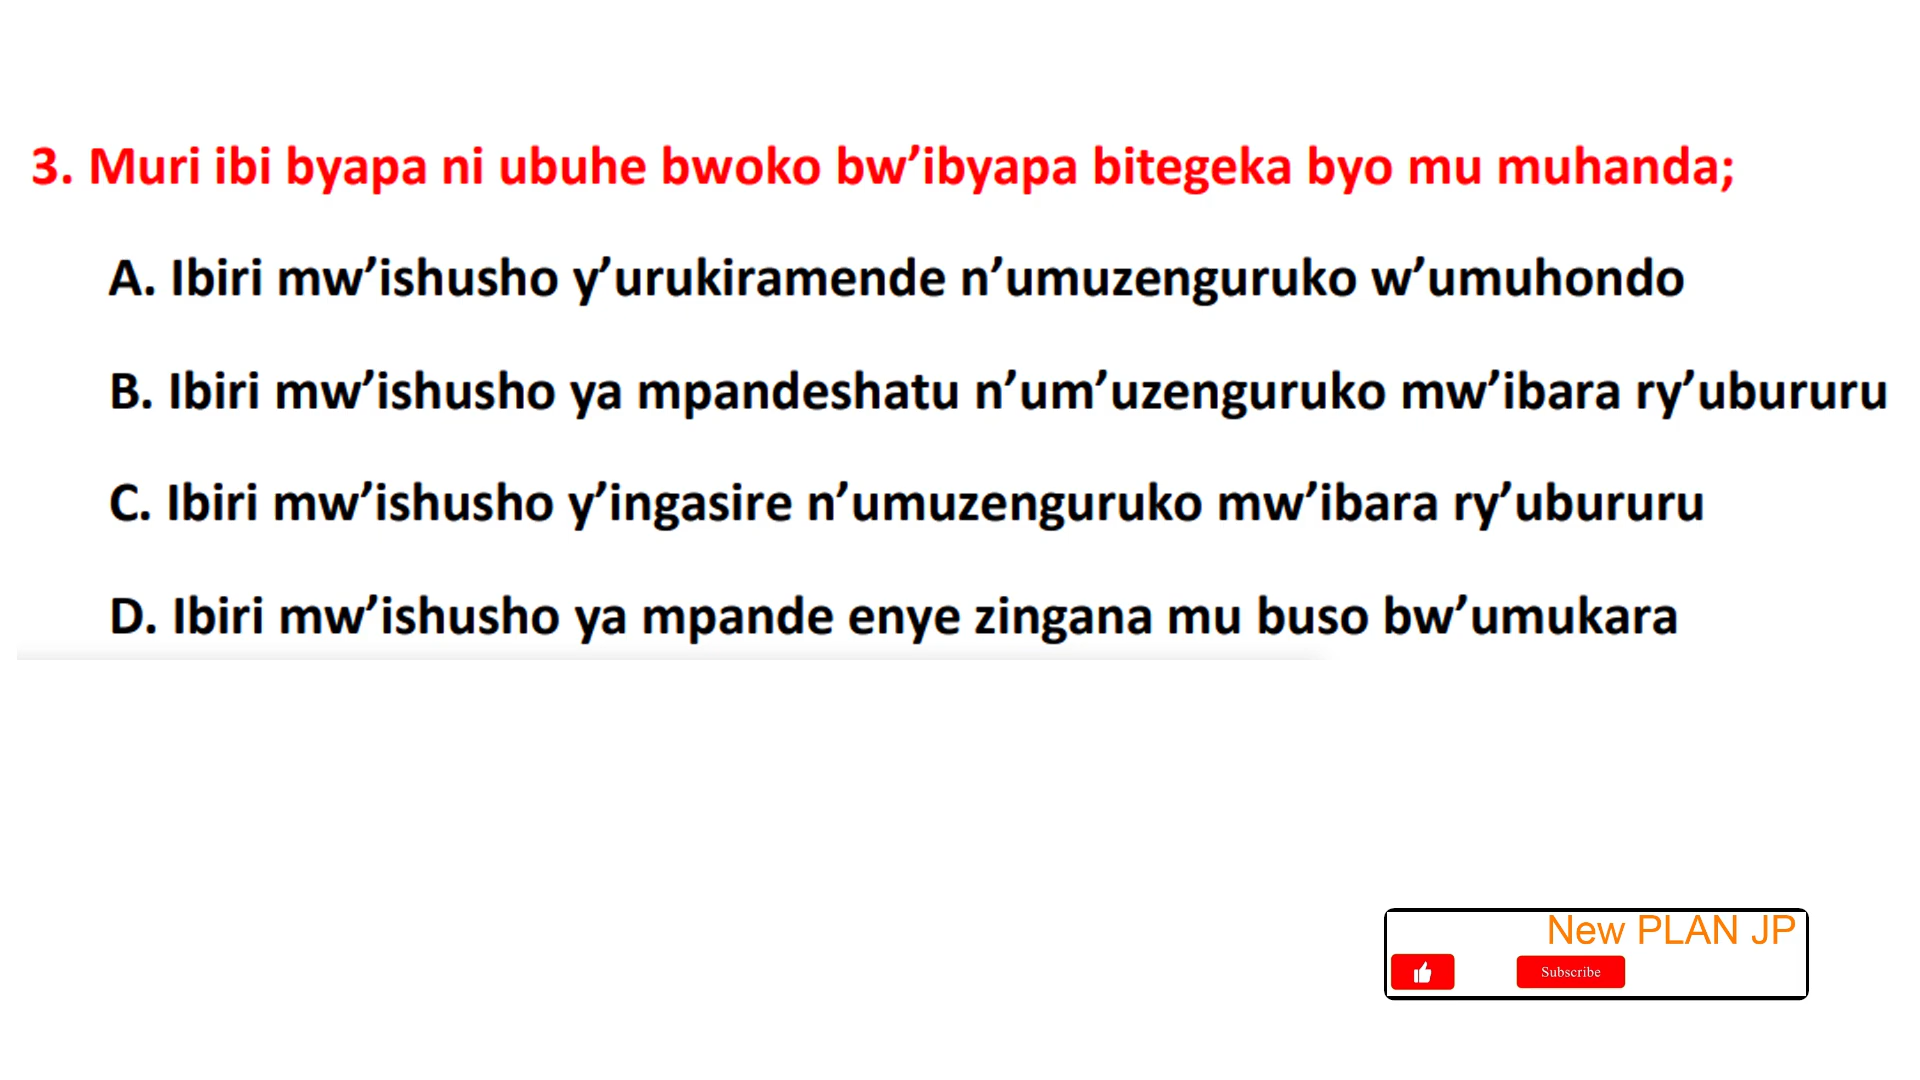 3. Muri ibi byapa ni ubuhe bwoko bw’ibyapa bitegeka byo mu muhanda;
A. Ibiri mw’ishusho y’urukiramende n’umuzenguruko w’umuhondo
B. Ibiri mw’ishusho ya mpandeshatu n’um’uzenguruko mw’ibara ry’ubururu
C. Ibiri mw’ishusho y’ingasire n’umuzenguruko mw’ibara ry’ubururu
D. Ibiri mw’ishusho ya mpande enye zingana mu buso bw’umukara
New PLAN JP
Subscribe